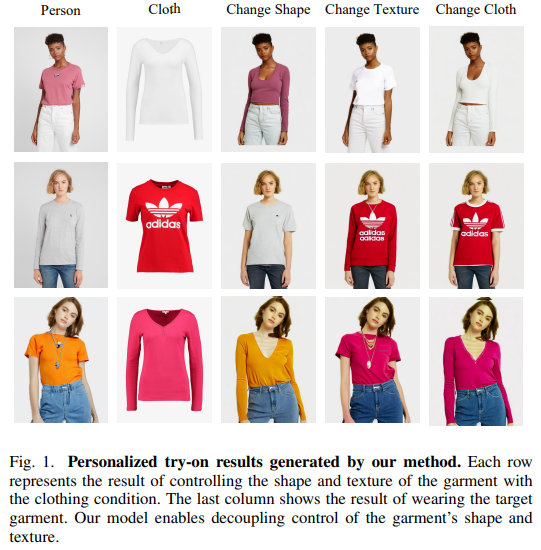 Person Cloth Change Shape Change Texture Change Cloth
adidas
adidas
adidas
adidas
Fig. 1. Personalized try-on results generated by our method. Each row
represents the result of controlling the shape and texture of the garment with
the clothing condition. The last column shows the result of wearing the target
garment. Our model enables decoupling control of the garment's shape and
texture.